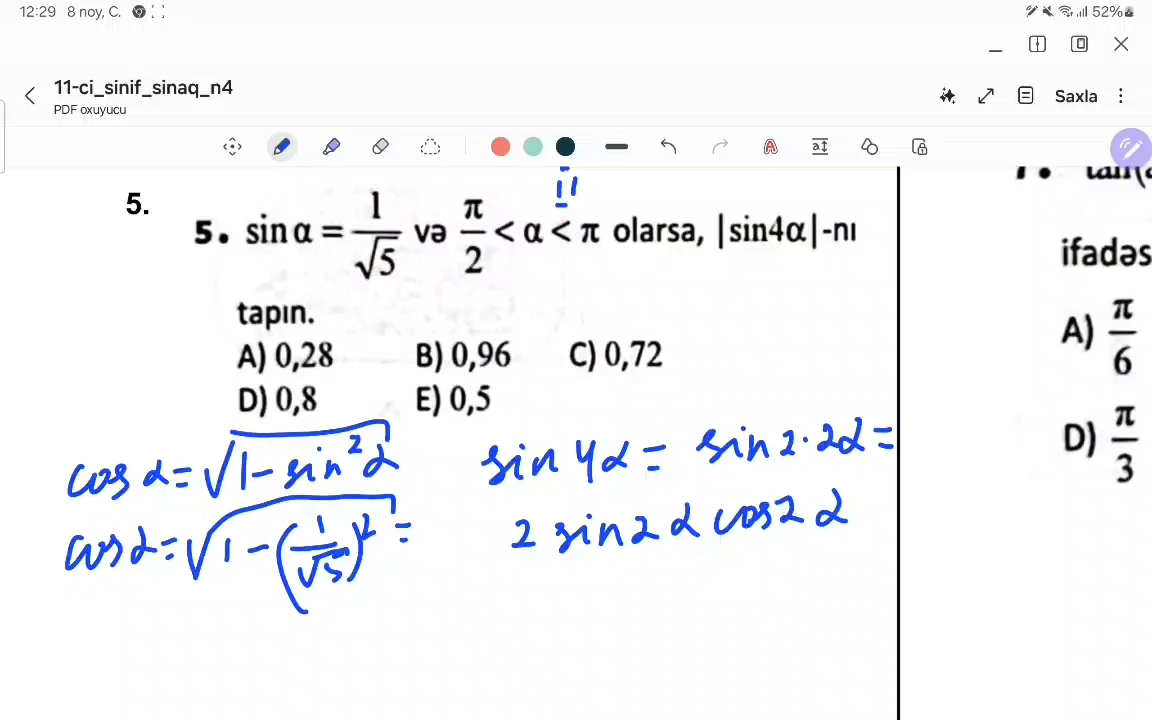 12:29 8 noy, C. 52%
11-ci_sinif_sinaq_n4
PDF oxuyucu
Saxla
II
5.
5. sin α = 1/√5 və π/2 < α < π olarsa, |sin4α|-nı
tapın.
A) 0,28 B) 0,96 C) 0,72
D) 0,8 E) 0,5
cos α = √(1 - sin²α)
cos α = √(1 - (1/√5)²) =
sin 4α = sin 2·2α =
2 sin 2α cos 2α
ifadəs
A) π/6
D) π/3